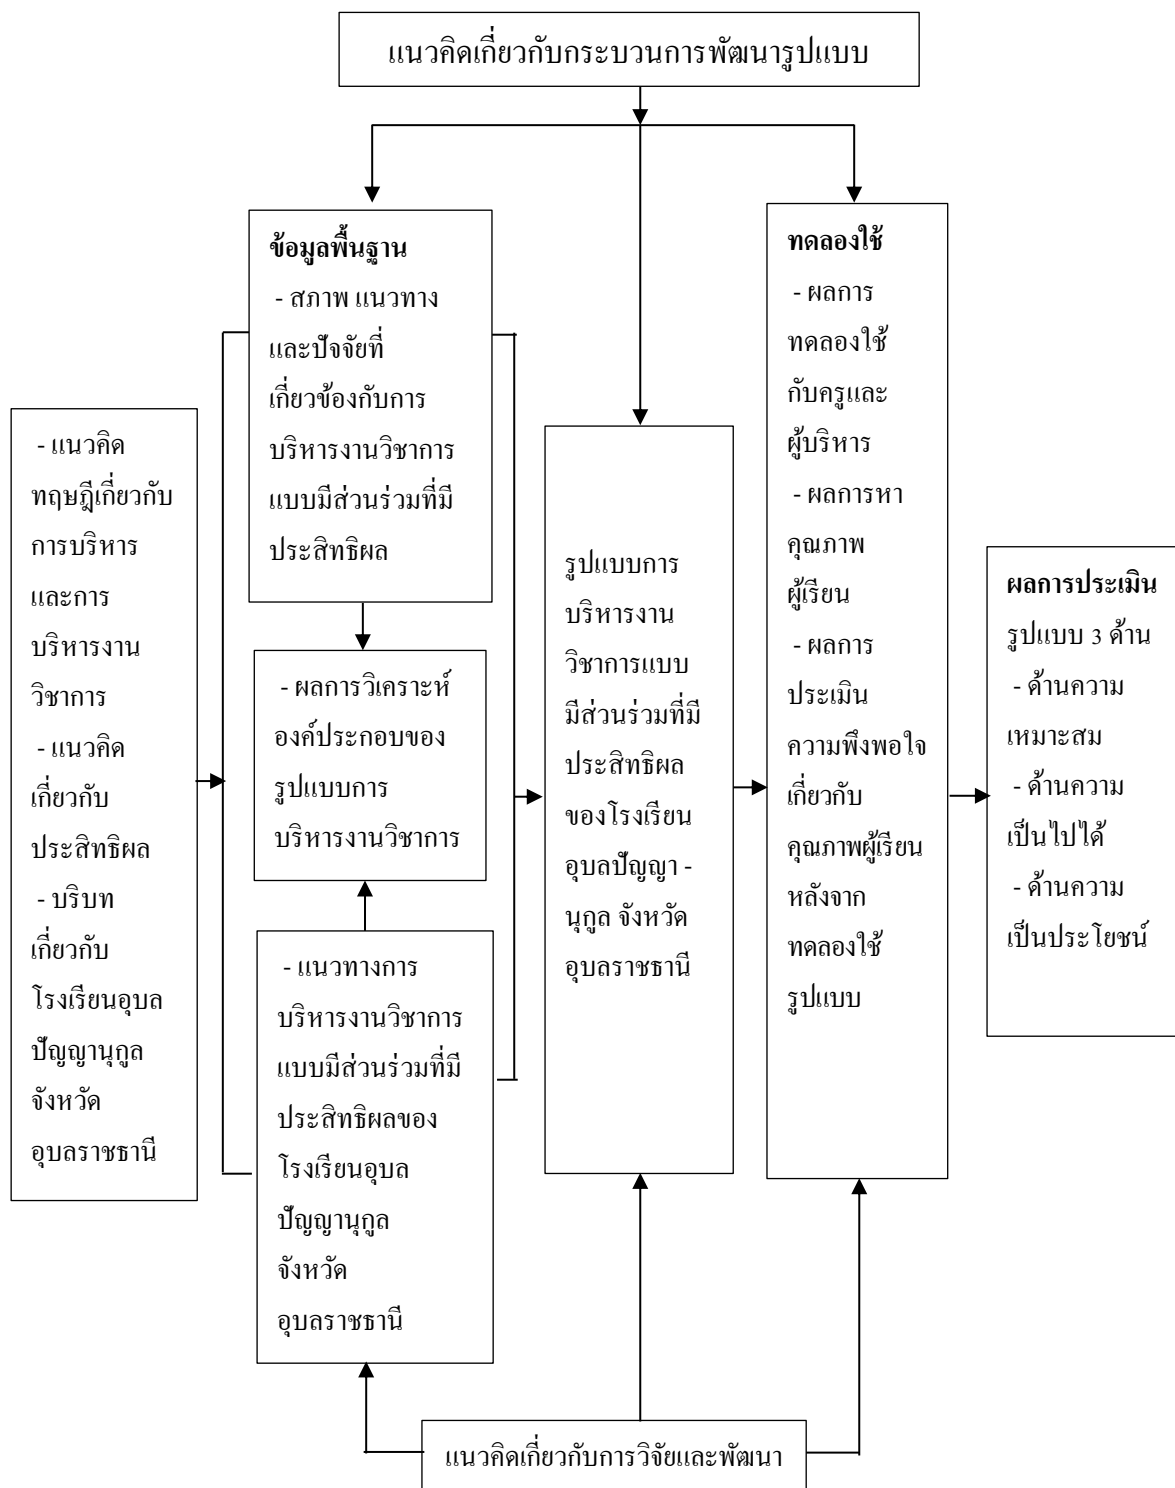 แนวคิดเกี่ยวกับกระบวนการพัฒนารูปแบบ
- แนวคิด
ทฤษฎีเกี่ยวกับ
การบริหาร
และการ
บริหารงาน
วิชาการ
- แนวคิด
เกี่ยวกับ
ประสิทธิผล
- บริบท
เกี่ยวกับ
โรงเรียนอุบล
ปัญญานุกูล
จังหวัด
อุบลราชธานี
ข้อมูลพื้นฐาน
- สภาพ แนวทาง
และปัจจัยที่
เกี่ยวข้องกับการ
บริหารงานวิชาการ
แบบมีส่วนร่วมที่มี
ประสิทธิผล
- ผลการวิเคราะห์
องค์ประกอบของ
รูปแบบการ
บริหารงานวิชาการ
- แนวทางการ
บริหารงานวิชาการ
แบบมีส่วนร่วมที่มี
ประสิทธิผลของ
โรงเรียนอุบล
ปัญญานุกูล
จังหวัด
อุบลราชธานี
รูปแบบการ
บริหารงาน
วิชาการแบบ
มีส่วนร่วมที่มี
ประสิทธิผล
ของโรงเรียน
อุบลปัญญา -
นุกูล จังหวัด
อุบลราชธานี
ทดลองใช้
- ผลการ
ทดลองใช้
กับครูและ
ผู้บริหาร
- ผลการหา
คุณภาพ
ผู้เรียน
- ผลการ
ประเมิน
ความพึงพอใจ
เกี่ยวกับ
คุณภาพผู้เรียน
หลังจาก
ทดลองใช้
รูปแบบ
ผลการประเมิน
รูปแบบ 3 ด้าน
- ด้านความ
เหมาะสม
- ด้านความ
เป็นไปได้
- ด้านความ
เป็นประโยชน์
แนวคิดเกี่ยวกับการวิจัยและพัฒนา